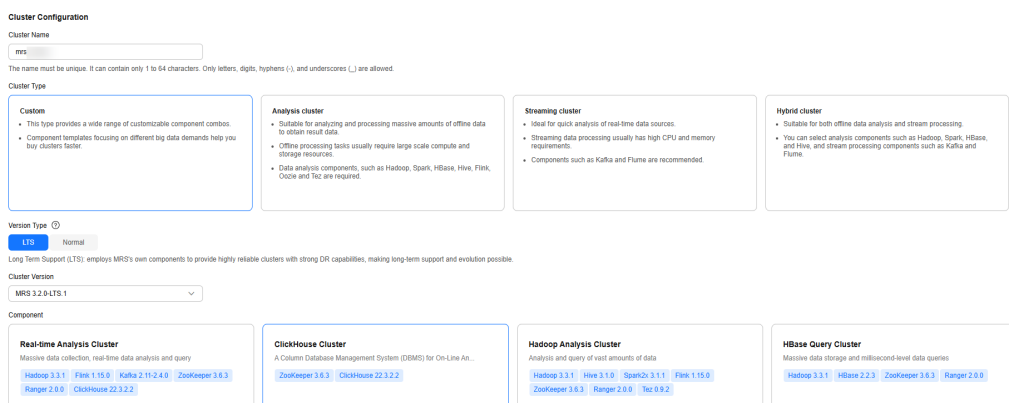 Cluster Configuration
Cluster Name
mrs
The name must be unique. It can contain only 1 to 64 characters. Only letters, digits, hyphens (-), and underscores (_) are allowed.
Cluster Type
Custom
• This type provides a wide range of customizable component combos.
• Component templates focusing on different big data demands help you
buy clusters faster.
Analysis cluster
• Suitable for analyzing and processing massive amounts of offline data
to obtain result data.
• Offline processing tasks usually require large scale compute and
storage resources.
• Data analysis components, such as Hadoop, Spark, HBase, Hive, Flink,
Oozie and Tez are required.
Streaming cluster
• Ideal for quick analysis of real-time data sources.
• Streaming data processing usually has high CPU and memory
requirements.
• Components such as Kafka and Flume are recommended.
Hybrid cluster
• Suitable for both offline data analysis and stream processing.
• You can select analysis components such as Hadoop, Spark, HBase,
and Hive, and stream processing components such as Kafka and
Flume.
Version Type ?
LTS Normal
Long Term Support (LTS): employs MRS's own components to provide highly reliable clusters with strong DR capabilities, making long-term support and evolution possible.
Cluster Version
MRS 3.2.0-LTS.1
Component
Real-time Analysis Cluster
Massive data collection, real-time data analysis and query
Hadoop 3.3.1 Flink 1.15.0 Kafka 2.11-2.4.0 ZooKeeper 3.6.3
Ranger 2.0.0 ClickHouse 22.3.2.2
ClickHouse Cluster
A Column Database Management System (DBMS) for On-Line An...
ZooKeeper 3.6.3 ClickHouse 22.3.2.2
Hadoop Analysis Cluster
Analysis and query of vast amounts of data
Hadoop 3.3.1 Hive 3.1.0 Spark2x 3.1.1 Flink 1.15.0
ZooKeeper 3.6.3 Ranger 2.0.0 Tez 0.9.2
HBase Query Cluster
Massive data storage and millisecond-level data queries
Hadoop 3.3.1 HBase 2.2.3 ZooKeeper 3.6.3 Ranger 2.0.0